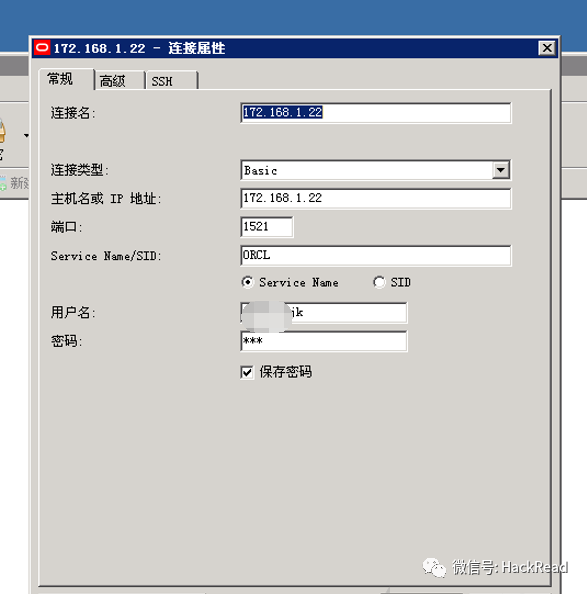 172.168.1.22 - 连接属性
常规 高级 SSH
连接名: 172.168.1.22
连接类型: Basic
主机名或 IP 地址: 172.168.1.22
端口: 1521
Service Name/SID: ORCL
Service Name SID
用户名: jk
密码: ***
保存密码
新建
微信号: HackRead